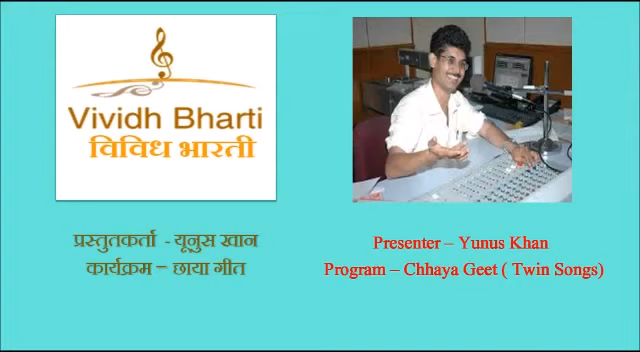 Vividh Bharti
विविध भारती
प्रस्तुतकर्ता - यूनुस खान
कार्यक्रम – छाया गीत
Presenter – Yunus Khan
Program – Chhaya Geet ( Twin Songs)